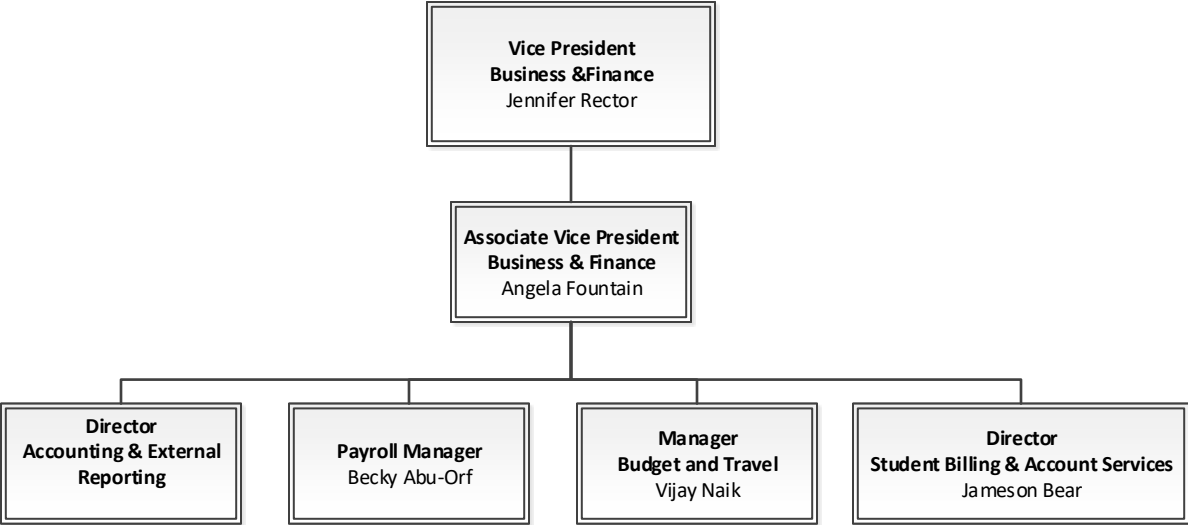 Vice President
Business &Finance
Jennifer Rector
Associate Vice President
Business & Finance
Angela Fountain
Director
Accounting & External
Reporting
Payroll Manager
Becky Abu-Orf
Manager
Budget and Travel
Vijay Naik
Director
Student Billing & Account Services
Jameson Bear